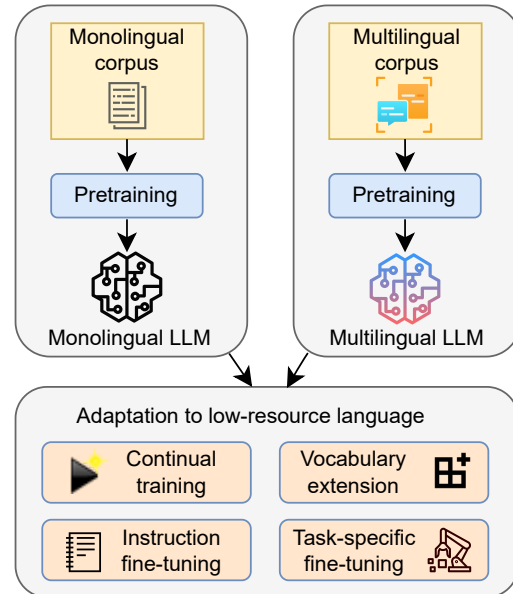 Monolingual
corpus
Pretraining
Monolingual LLM
Multilingual
corpus
Pretraining
Multilingual LLM
Adaptation to low-resource language
Continual
training
Vocabulary
extension
Instruction
fine-tuning
Task-specific
fine-tuning